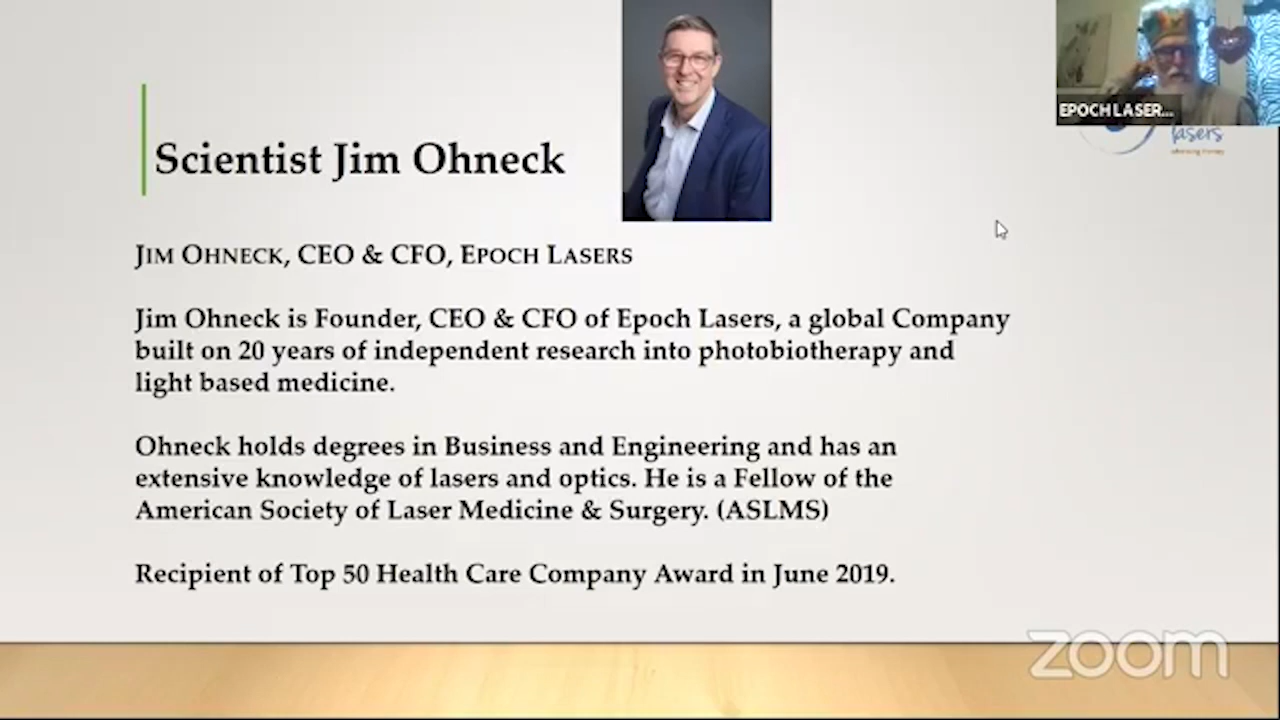 EPOCH LASER...
lasers
Scientist Jim Ohneck
JIM OHNECK, CEO & CFO, EPOCH LASERS
Jim Ohneck is Founder, CEO & CFO of Epoch Lasers, a global Company
built on 20 years of independent research into photobiotherapy and
light based medicine.
Ohneck holds degrees in Business and Engineering and has an
extensive knowledge of lasers and optics. He is a Fellow of the
American Society of Laser Medicine & Surgery. (ASLMS)
Recipient of Top 50 Health Care Company Award in June 2019.
zoom